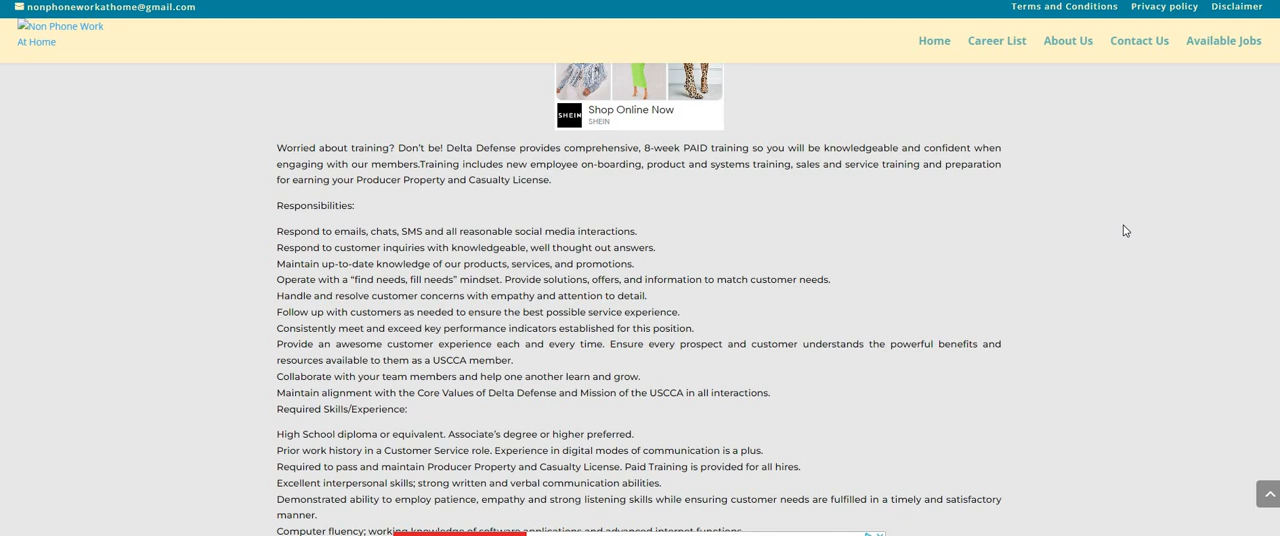 nonphoneworkathome@gmail.com
Terms and Conditions Privacy policy Disclaimer
Non Phone Work
At Home
Home Career List About Us Contact Us Available Jobs
SHEIN
Shop Online Now
SHEIN
Worried about training? Don’t be! Delta Defense provides comprehensive, 8-week PAID training so you will be knowledgeable and confident when
engaging with our members.Training includes new employee on-boarding, product and systems training, sales and service training and preparation
for earning your Producer Property and Casualty License.
Responsibilities:
Respond to emails, chats, SMS and all reasonable social media interactions.
Respond to customer inquiries with knowledgeable, well thought out answers.
Maintain up-to-date knowledge of our products, services, and promotions.
Operate with a “find needs, fill needs” mindset. Provide solutions, offers, and information to match customer needs.
Handle and resolve customer concerns with empathy and attention to detail.
Follow up with customers as needed to ensure the best possible service experience.
Consistently meet and exceed key performance indicators established for this position.
Provide an awesome customer experience each and every time. Ensure every prospect and customer understands the powerful benefits and
resources available to them as a USCCA member.
Collaborate with your team members and help one another learn and grow.
Maintain alignment with the Core Values of Delta Defense and Mission of the USCCA in all interactions.
Required Skills/Experience:
High School diploma or equivalent. Associate’s degree or higher preferred.
Prior work history in a Customer Service role. Experience in digital modes of communication is a plus.
Required to pass and maintain Producer Property and Casualty License. Paid Training is provided for all hires.
Excellent interpersonal skills; strong written and verbal communication abilities.
Demonstrated ability to employ patience, empathy and strong listening skills while ensuring customer needs are fulfilled in a timely and satisfactory
manner.
Computer fluency; working knowledge of software applications and advanced internet functions.